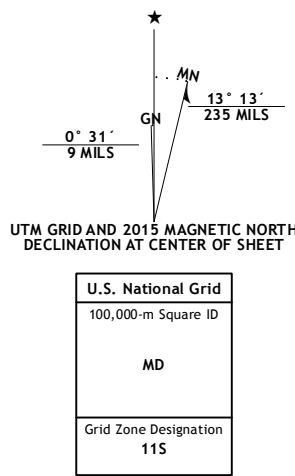 ★
MN
GN
13° 13´
235 MILS
0° 31´
9 MILS
UTM GRID AND 2015 MAGNETIC NORTH
DECLINATION AT CENTER OF SHEET
U.S. National Grid
100,000-m Square ID
MD
Grid Zone Designation
11S